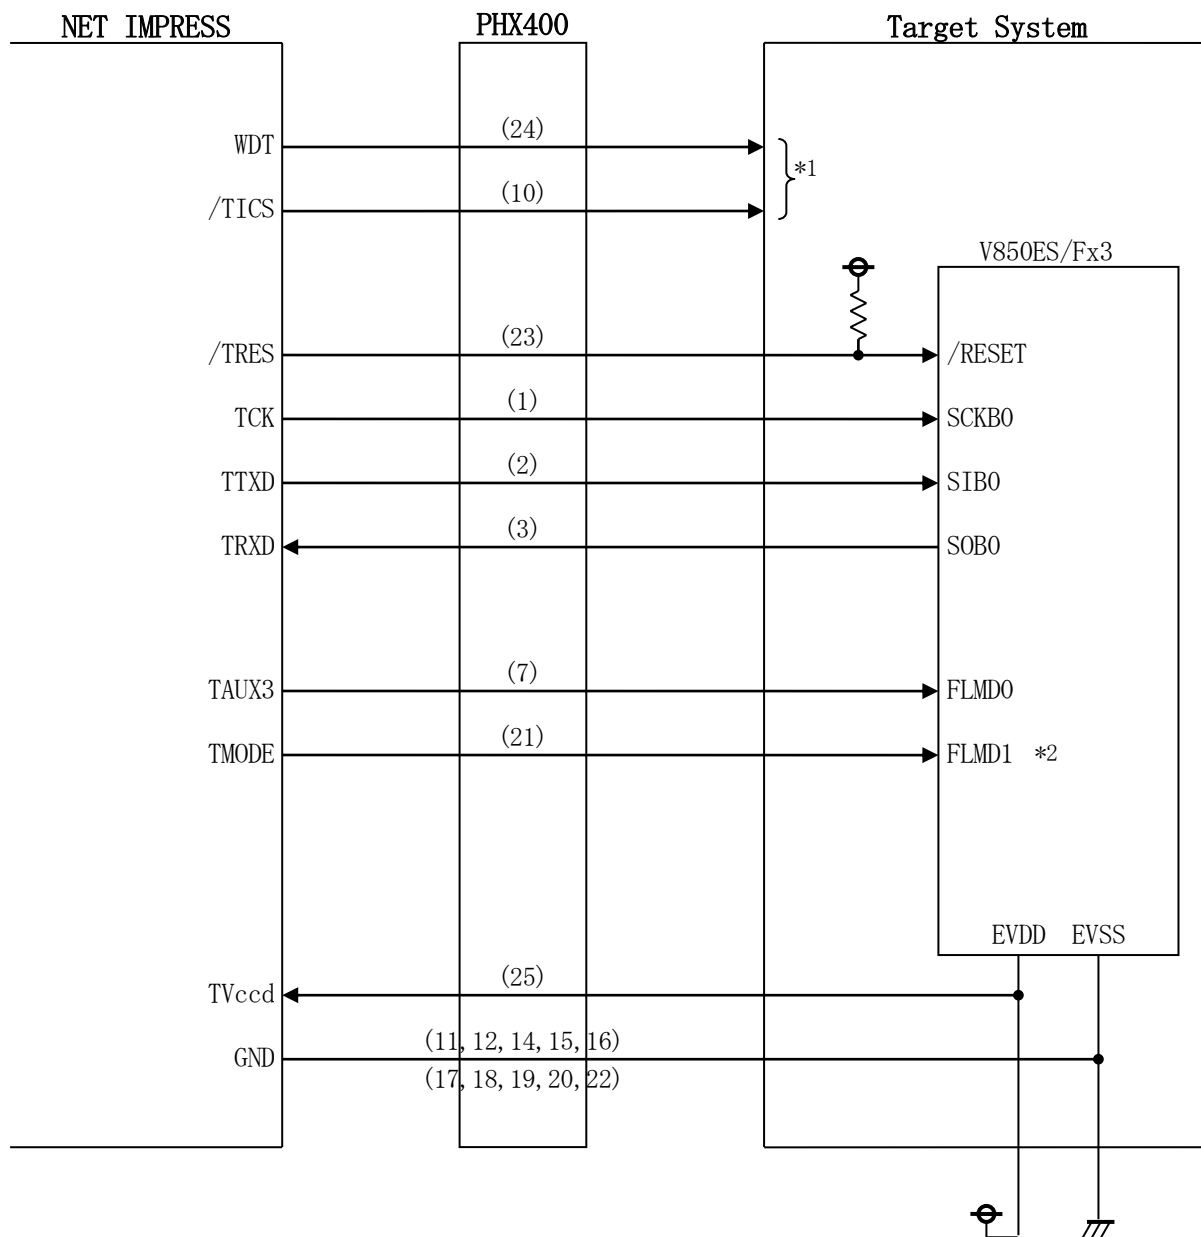 NET IMPRESS PHX400 Target System
WDT (24) *1
/TICS (10)
V850ES/Fx3
/TRES (23) /RESET
TCK (1) SCKB0
TTXD (2) SIB0
TRXD (3) SOB0
TAUX3 (7) FLMD0
TMODE (21) FLMD1 *2
EVDD EVSS
TVccd (25)
GND (11,12,14,15,16)
(17,18,19,20,22)